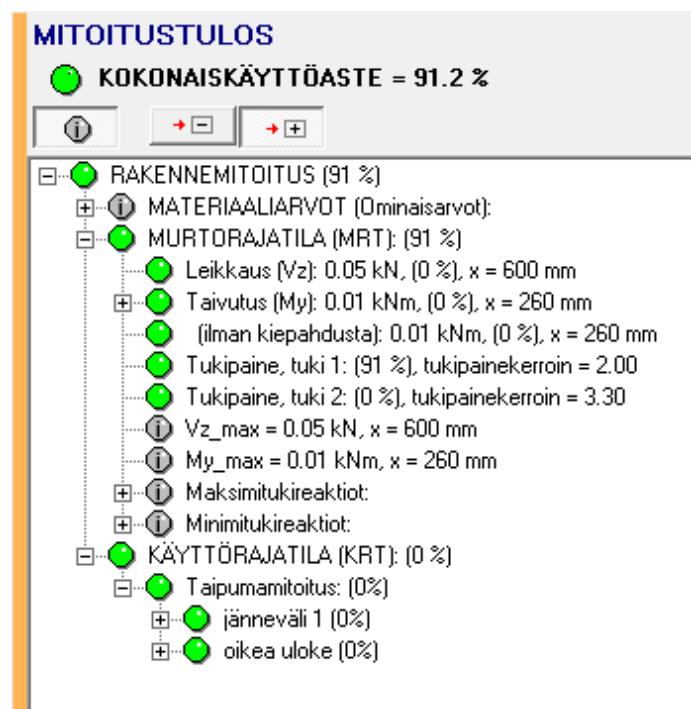 MITOITUSTULOS
KOKONAISKÄYTTÖASTE = 91.2 %
RAKENNEMITOITUS (91 %)
MATERIAALIARVOT (Ominaisarvot):
MURTORAJATILA (MRT): (91 %)
Leikkaus (Vz): 0.05 kN, (0 %), x = 600 mm
Taivutus (My): 0.01 kNm, (0 %), x = 260 mm
(ilman kiepahdusta): 0.01 kNm, (0 %), x = 260 mm
Tukipaine, tuki 1: (91 %), tukipainekerroin = 2.00
Tukipaine, tuki 2: (0 %), tukipainekerroin = 3.30
Vz_max = 0.05 kN, x = 600 mm
My_max = 0.01 kNm, x = 260 mm
Maksimitukireaktiot:
Minimitukireaktiot:
KÄYTTÖRAJATILA (KRT): (0 %)
Taipumamitoitus: (0%)
jänneväli 1 (0%)
oikea uloke (0%)